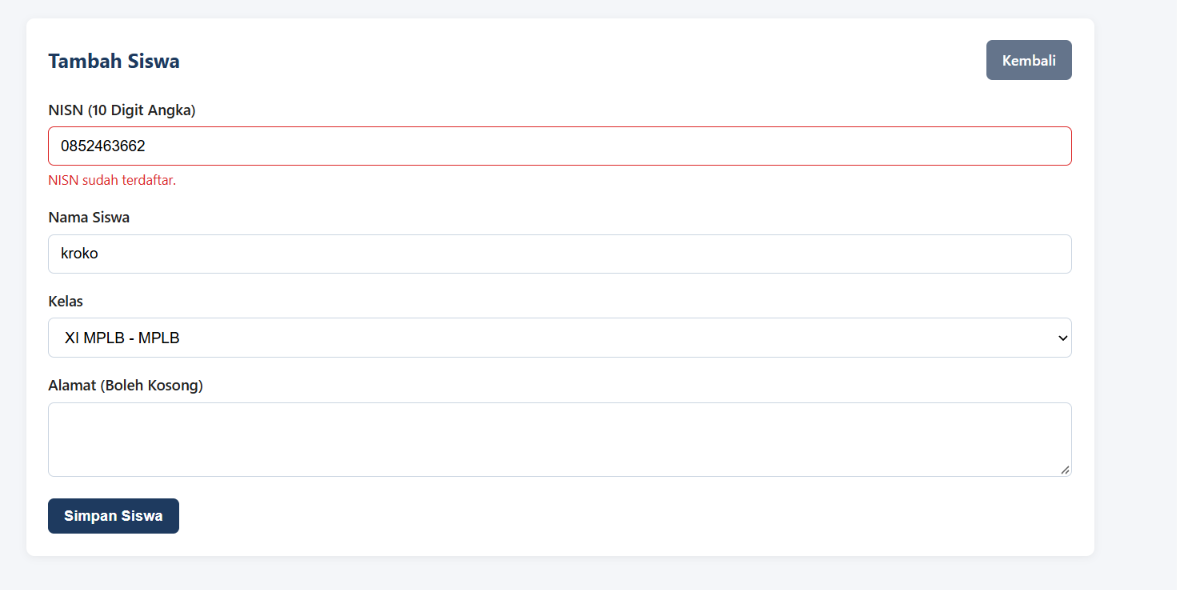 Tambah Siswa
Kembali
NISN (10 Digit Angka)
0852463662
NISN sudah terdaftar.
Nama Siswa
kroko
Kelas
XI MPLB - MPLB
Alamat (Boleh Kosong)
Simpan Siswa